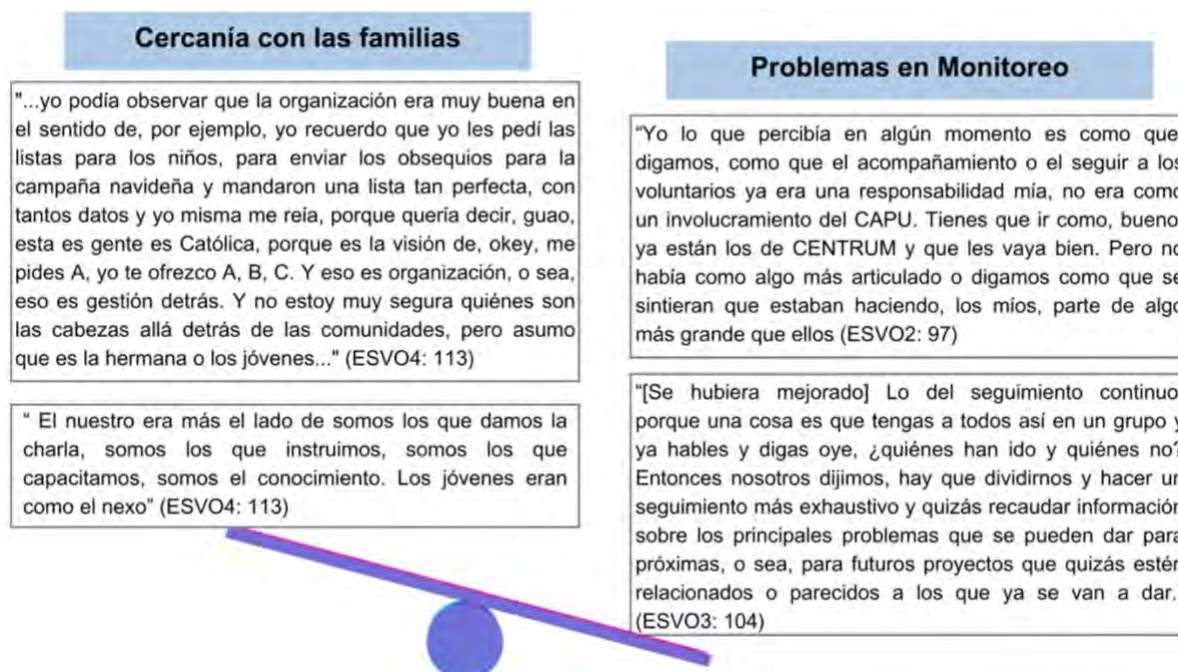 Cercanía con las familias
"...yo podía observar que la organización era muy buena en
el sentido de, por ejemplo, yo recuerdo que yo les pedí las
listas para los niños, para enviar los obsequios para la
campaña navideña y mandaron una lista tan perfecta, con
tantos datos y yo misma me reía, porque quería decir, guao,
esta es gente es Católica, porque es la visión de, okey, me
pides A, yo te ofrezco A, B, C. Y eso es organización, o sea,
eso es gestión detrás. Y no estoy muy segura quiénes son
las cabezas allá detrás de las comunidades, pero asumo
que es la hermana o los jóvenes..." (ESVO4: 113)
“ El nuestro era más el lado de somos los que damos la
charla, somos los que instruimos, somos los que
capacitamos, somos el conocimiento. Los jóvenes eran
como el nexo” (ESVO4: 113)
Problemas en Monitoreo
“Yo lo que percibía en algún momento es como que
digamos, como que el acompañamiento o el seguir a los
voluntarios ya era una responsabilidad mía, no era como
un involucramiento del CAPU. Tienes que ir como, bueno
ya están los de CENTRUM y que les vaya bien. Pero no
había como algo más articulado o digamos como que se
sintieran que estaban haciendo, los míos, parte de algo
más grande que ellos (ESVO2: 97)
“[Se hubiera mejorado] Lo del seguimiento continuo
porque una cosa es que tengas a todos así en un grupo y
ya hables y digas oye, ¿quiénes han ido y quiénes no?
Entonces nosotros dijimos, hay que dividirnos y hacer un
seguimiento más exhaustivo y quizás recaudar información
sobre los principales problemas que se pueden dar para
próximas, o sea, para futuros proyectos que quizás estén
relacionados o parecidos a los que ya se van a dar.
(ESVO3: 104)